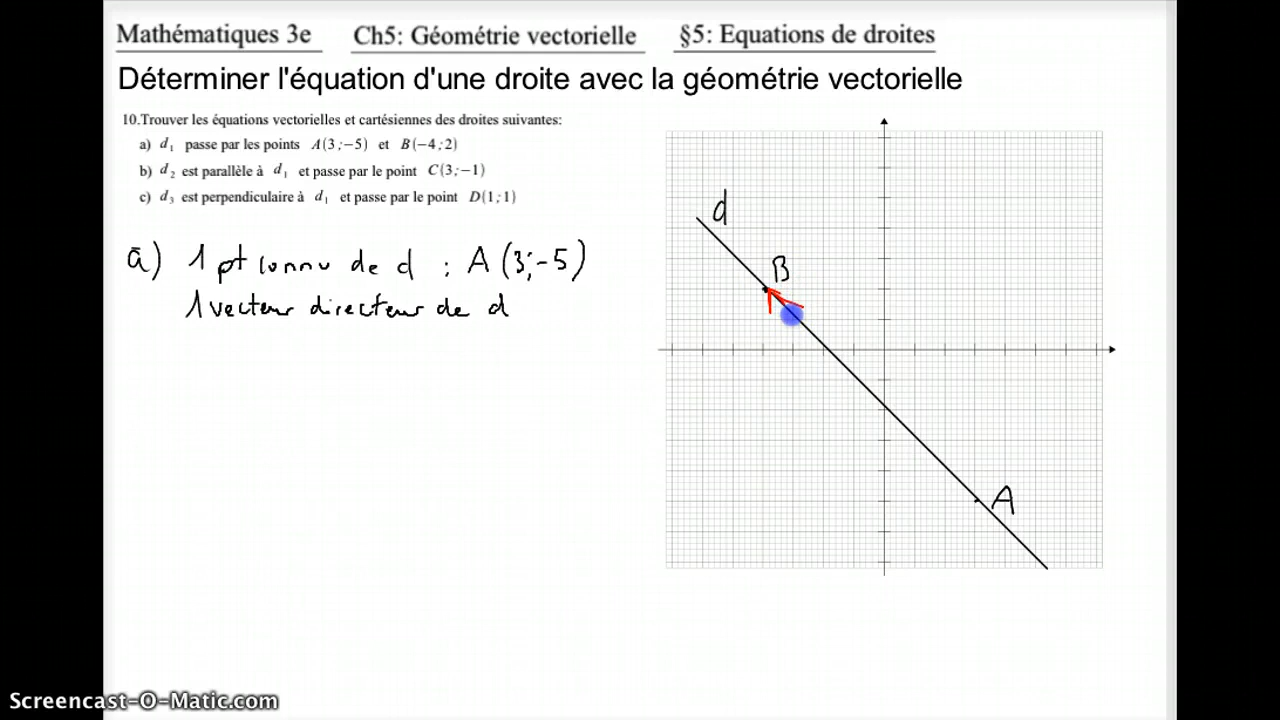 Mathématiques 3e Ch5: Géométrie vectorielle §5: Equations de droites
Déterminer l'équation d'une droite avec la géométrie vectorielle
10.Trouver les équations vectorielles et cartésiennes des droites suivantes:
a) d₁ passe par les points A(3;−5) et B(−4;2)
b) d₂ est parallèle à d₁ et passe par le point C(3;−1)
c) d₃ est perpendiculaire à d₁ et passe par le point D(1;1)
a) 1 pt connu de d : A (3;-5)
1 vecteur directeur de d
d
B
A
Screencast-O-Matic.com